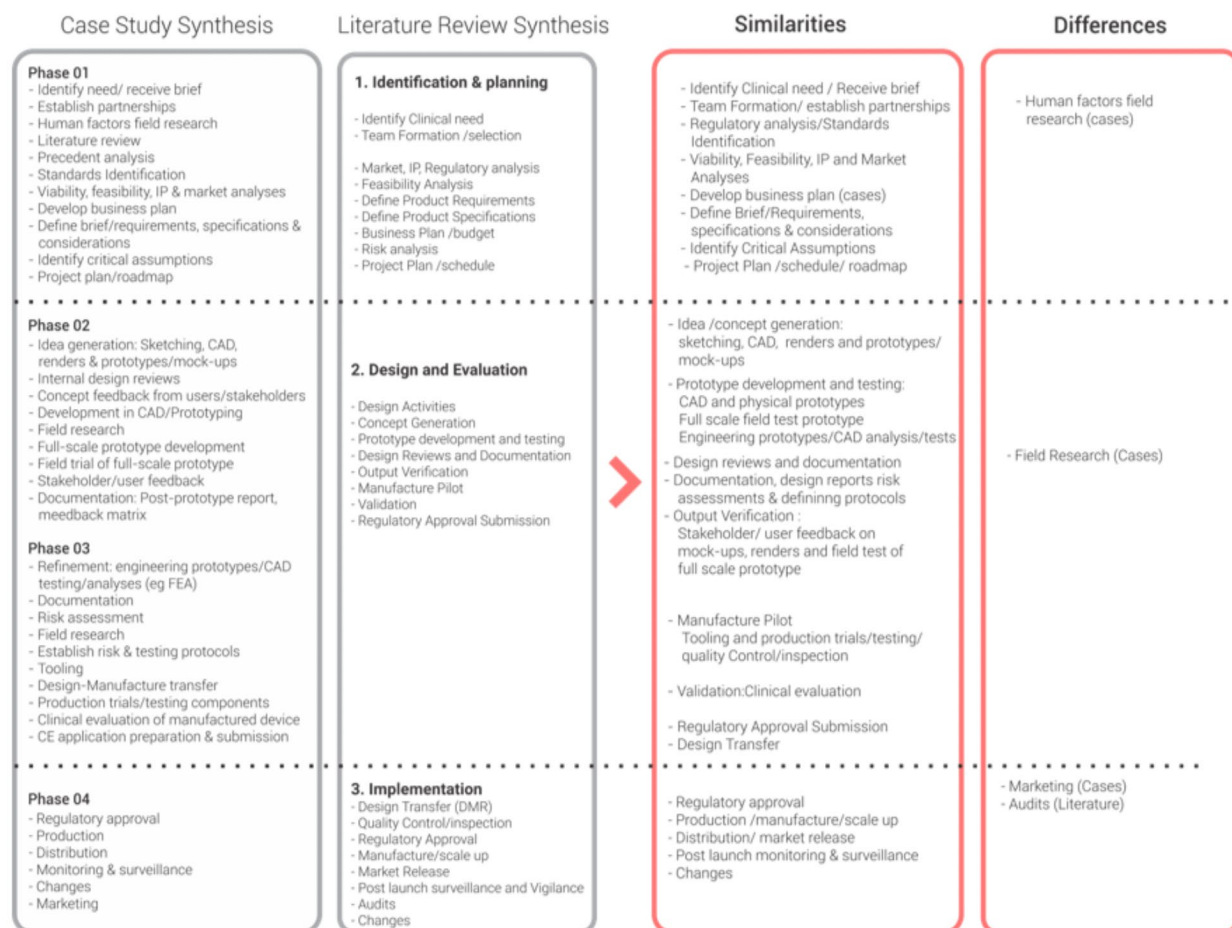 Case Study Synthesis
Phase 01
- Identify need/ receive brief
- Establish partnerships
- Human factors field research
- Literature review
- Precedent analysis
- Standards Identification
- Viability, feasibility, IP & market analyses
- Develop business plan
- Define brief/requirements, specifications &
considerations
- Identify critical assumptions
- Project plan/roadmap
Phase 02
- Idea generation: Sketching, CAD,
renders & prototypes/mock-ups
- Internal design reviews
- Concept feedback from users/stakeholders
- Development in CAD/Prototyping
- Field research
- Full-scale prototype development
- Field trial of full-scale prototype
- Stakeholder/user feedback
- Documentation: Post-prototype report,
meedback matrix
Phase 03
- Refinement: engineering prototypes/CAD
testing/analyses (eg FEA)
- Documentation
- Risk assessment
- Field research
- Establish risk & testing protocols
- Tooling
- Design-Manufacture transfer
- Production trials/testing components
- Clinical evaluation of manufactured device
- CE application preparation & submission
Phase 04
- Regulatory approval
- Production
- Distribution
- Monitoring & surveillance
- Changes
- Marketing
Literature Review Synthesis
1. Identification & planning
- Identify Clinical need
- Team Formation /selection
- Market, IP, Regulatory analysis
- Feasibility Analysis
- Define Product Requirements
- Define Product Specifications
- Business Plan /budget
- Risk analysis
- Project Plan /schedule
2. Design and Evaluation
- Design Activities
- Concept Generation
- Prototype development and testing
- Design Reviews and Documentation
- Output Verification
- Manufacture Pilot
- Validation
- Regulatory Approval Submission
3. Implementation
- Design Transfer (DMR)
- Quality Control/inspection
- Regulatory Approval
- Manufacture/scale up
- Market Release
- Post launch surveillance and Vigilance
- Audits
- Changes
Similarities
- Identify Clinical need / Receive brief
- Team Formation/ establish partnerships
- Regulatory analysis/Standards
Identification
- Viability, Feasibility, IP and Market
Analyses
- Develop business plan (cases)
- Define Brief/Requirements,
specifications & considerations
- Identify Critical Assumptions
- Project Plan /schedule/ roadmap
- Idea /concept generation:
sketching, CAD, renders and prototypes/
mock-ups
- Prototype development and testing:
CAD and physical prototypes
Full scale field test prototype
Engineering prototypes/CAD analysis/tests
- Design reviews and documentation
- Documentation, design reports risk
assessments & definining protocols
- Output Verification :
Stakeholder/ user feedback on
mock-ups, renders and field test of
full scale prototype
- Manufacture Pilot
Tooling and production trials/testing/
quality Control/inspection
- Validation:Clinical evaluation
- Regulatory Approval Submission
- Design Transfer
- Regulatory approval
- Production /manufacture/scale up
- Distribution/ market release
- Post launch monitoring & surveillance
- Changes
Differences
- Human factors field
research (cases)
- Field Research (Cases)
- Marketing (Cases)
- Audits (Literature)